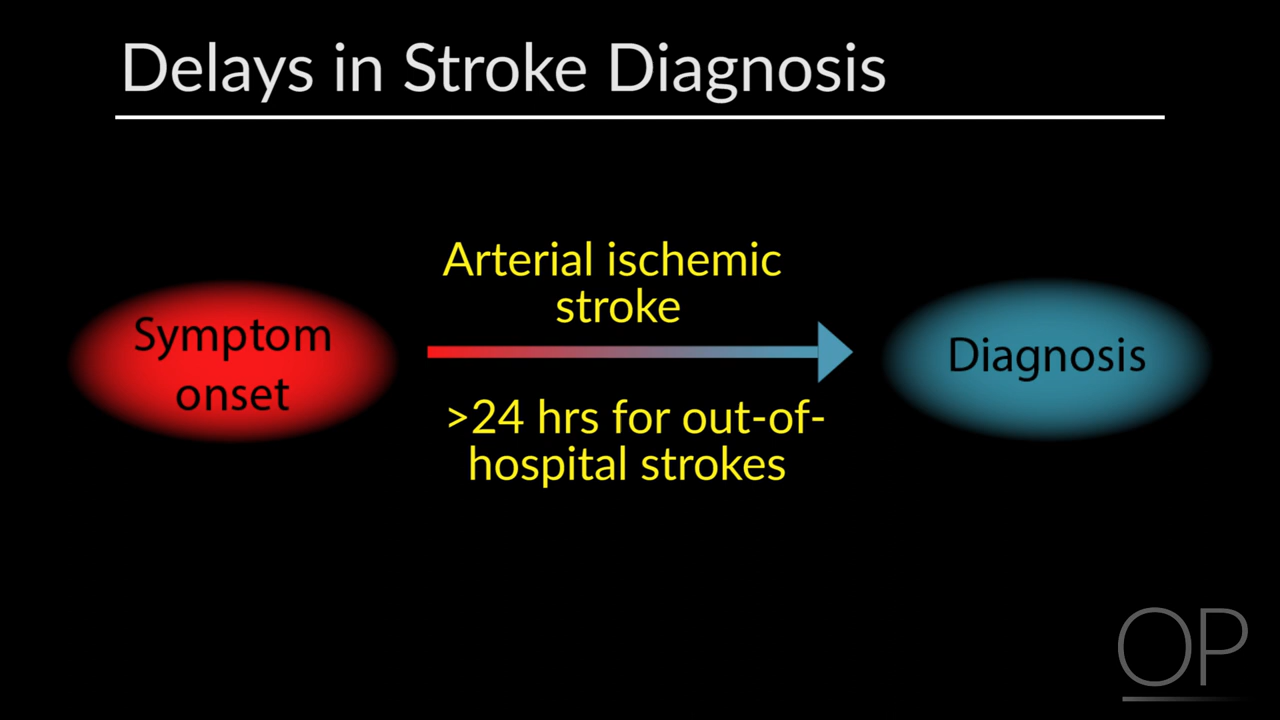 Delays in Stroke Diagnosis
Arterial ischemic
stroke
Symptom
onset
Diagnosis
>24 hrs for out-of-
hospital strokes
OP